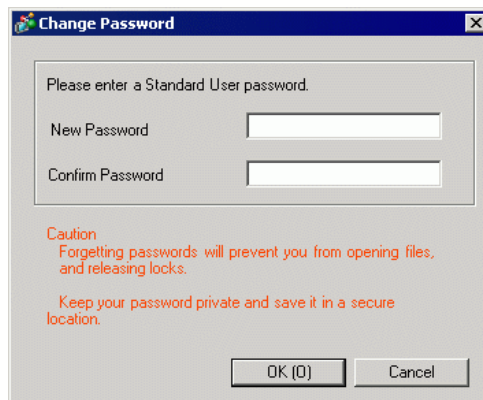 Change Password
Please enter a Standard User password.
New Password
Confirm Password
Caution
Forgetting passwords will prevent you from opening files,
and releasing locks.
Keep your password private and save it in a secure
location.
OK (O)
Cancel